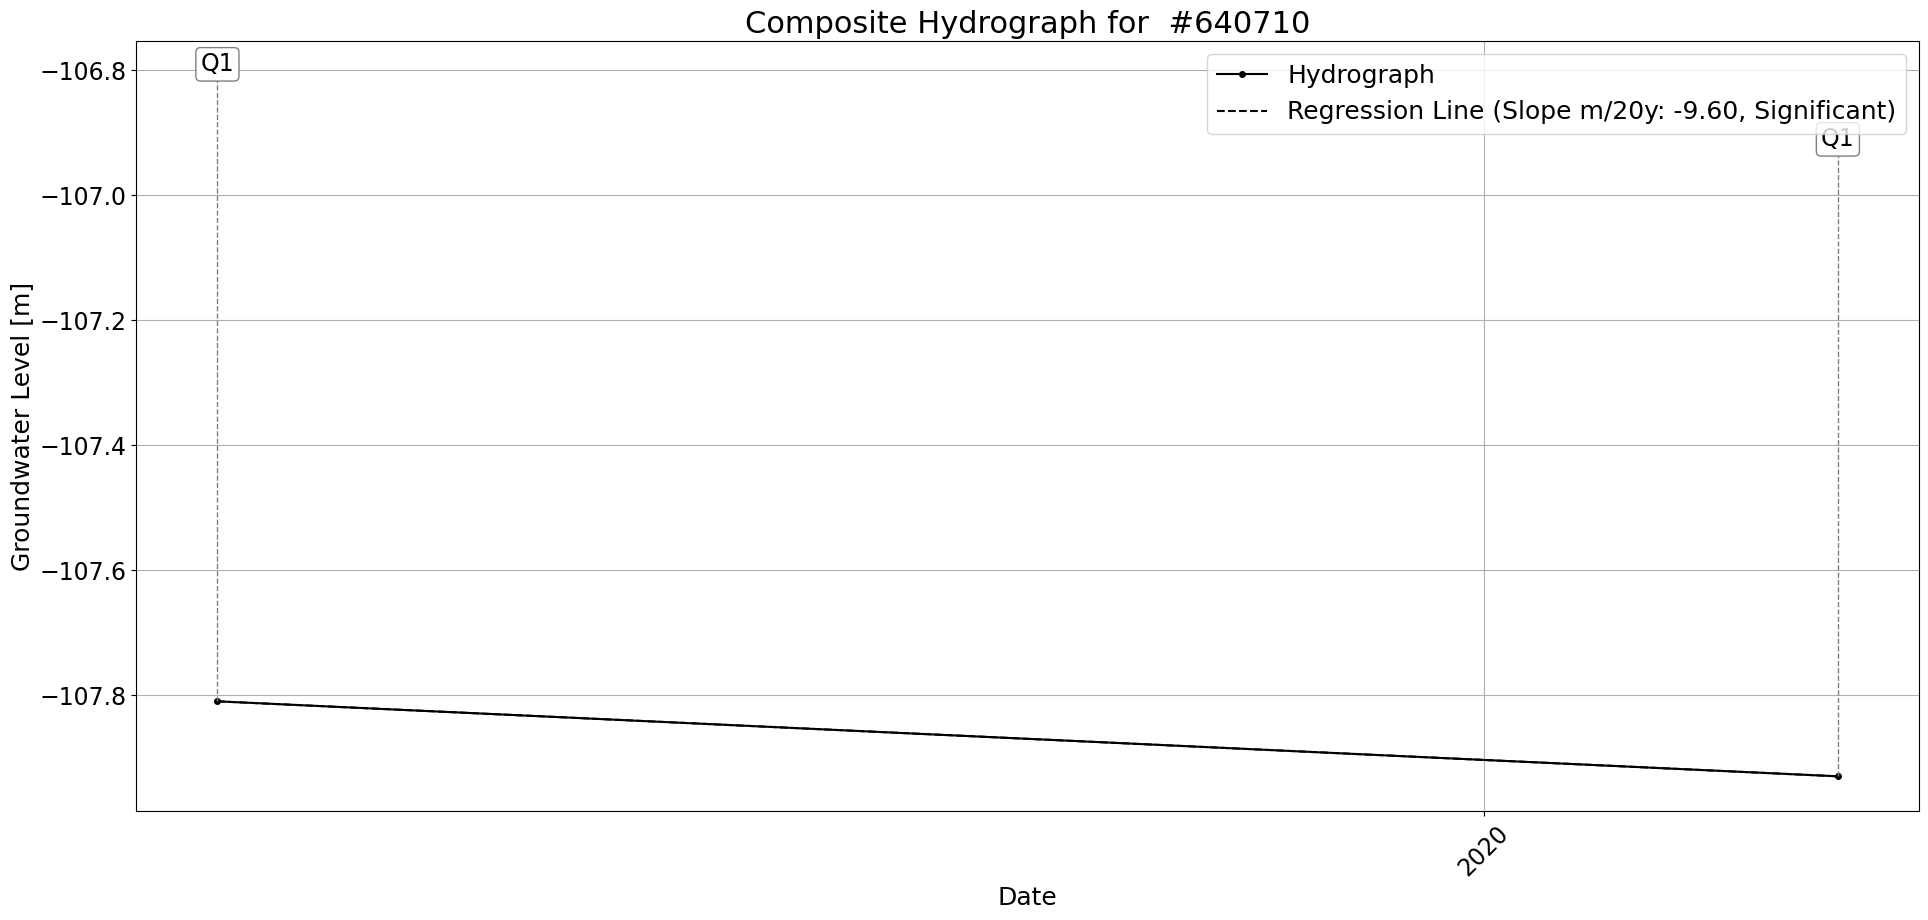 Composite Hydrograph for  #640710
Q1
Hydrograph
Regression Line (Slope m/20y: -9.60, Significant)
Q1
−106.8
−107.0
−107.2
−107.4
−107.6
−107.8
Groundwater Level [m]
2020
Date